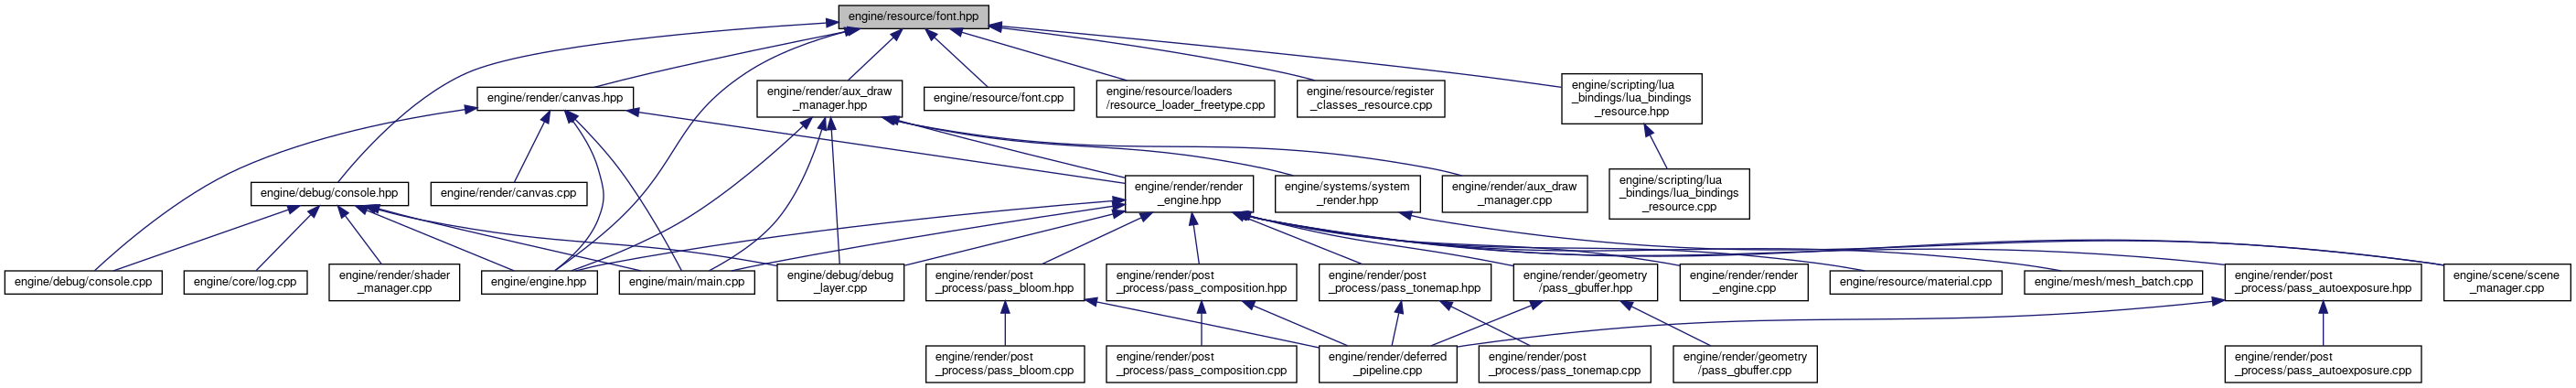 engine/resource/font.hpp
engine/render/canvas.hpp
engine/render/aux_draw
_manager.hpp
engine/resource/font.cpp
engine/resource/loaders
/resource_loader_freetype.cpp
engine/resource/register
_classes_resource.cpp
engine/scripting/lua
_bindings/lua_bindings
_resource.hpp
engine/debug/console.hpp
engine/render/canvas.cpp
engine/render/render
_engine.hpp
engine/systems/system
_render.hpp
engine/render/aux_draw
_manager.cpp
engine/scripting/lua
_bindings/lua_bindings
_resource.cpp
engine/debug/console.cpp
engine/core/log.cpp
engine/render/shader
_manager.cpp
engine/engine.hpp
engine/main/main.cpp
engine/debug/debug
_layer.cpp
engine/render/post
_process/pass_bloom.hpp
engine/render/post
_process/pass_composition.hpp
engine/render/post
_process/pass_tonemap.hpp
engine/render/geometry
/pass_gbuffer.hpp
engine/render/render
_engine.cpp
engine/resource/material.cpp
engine/mesh/mesh_batch.cpp
engine/render/post
_process/pass_autoexposure.hpp
engine/scene/scene
_manager.cpp
engine/render/post
_process/pass_bloom.cpp
engine/render/post
_process/pass_composition.cpp
engine/render/deferred
_pipeline.cpp
engine/render/post
_process/pass_tonemap.cpp
engine/render/geometry
/pass_gbuffer.cpp
engine/render/post
_process/pass_autoexposure.cpp